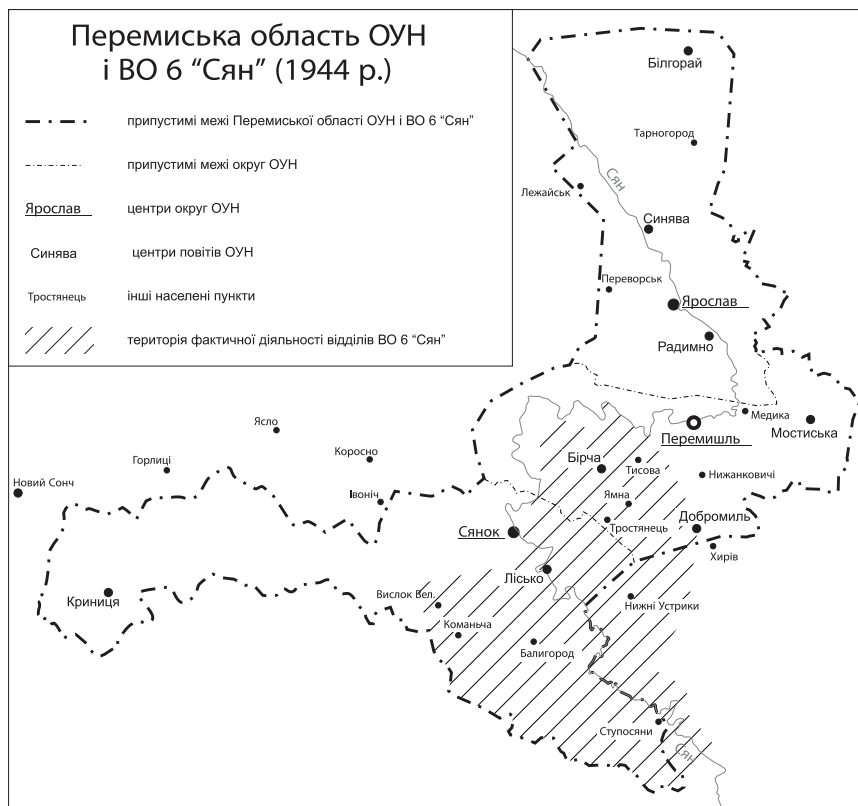 Перемиська область ОУН
і ВО 6 “Сян” (1944 р.)
припустимі межі Перемиської області ОУН і ВО 6 “Сян”
припустимі межі округ ОУН
Ярослав
центри округ ОУН
Синява
центри повітів ОУН
Тростянець
інші населені пункти
територія фактичної діяльності відділів ВО 6 “Сян”
Білгорай
Тарногород
Сян
Лежайськ
Синява
Переворськ
Ярослав
Радимно
Медика
Мостиська
Перемишль
Ясло
Коросно
Горлиці
Новий Сонч
Івоніч
Бірча
Тисова
Нижанковичі
Ямна
Тростянець
Добромиль
Сянок
Хирів
Лісько
Криниця
Вислок Вел.
Нижні Устрики
Команьча
Балигород
Ступосяни
Сян